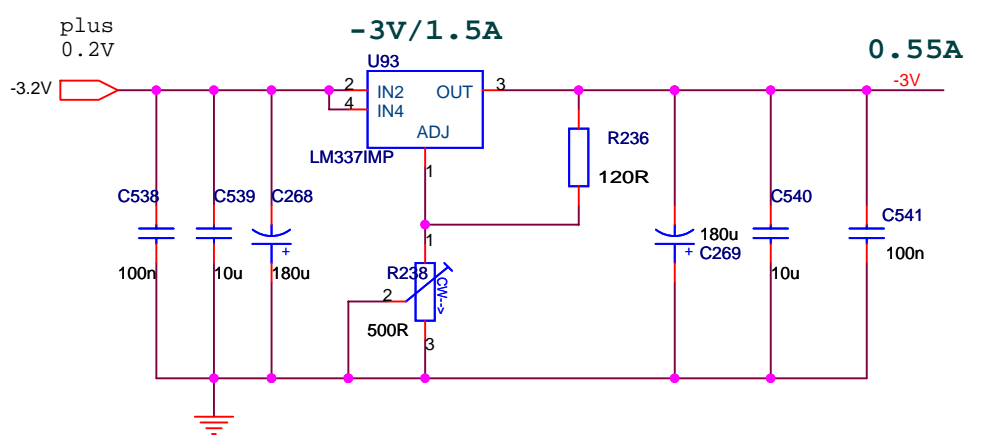 plus
0.2V
-3V/1.5A
0.55A
-3.2V
U93
-3V
2
IN2
OUT
3
4
IN4
ADJ
LM337IMP
1
R236
120R
C538
C539
C268
C540
C541
1
+
180u
+
C269
100n
10u
180u
R238
CW-->
10u
100n
2
500R
3